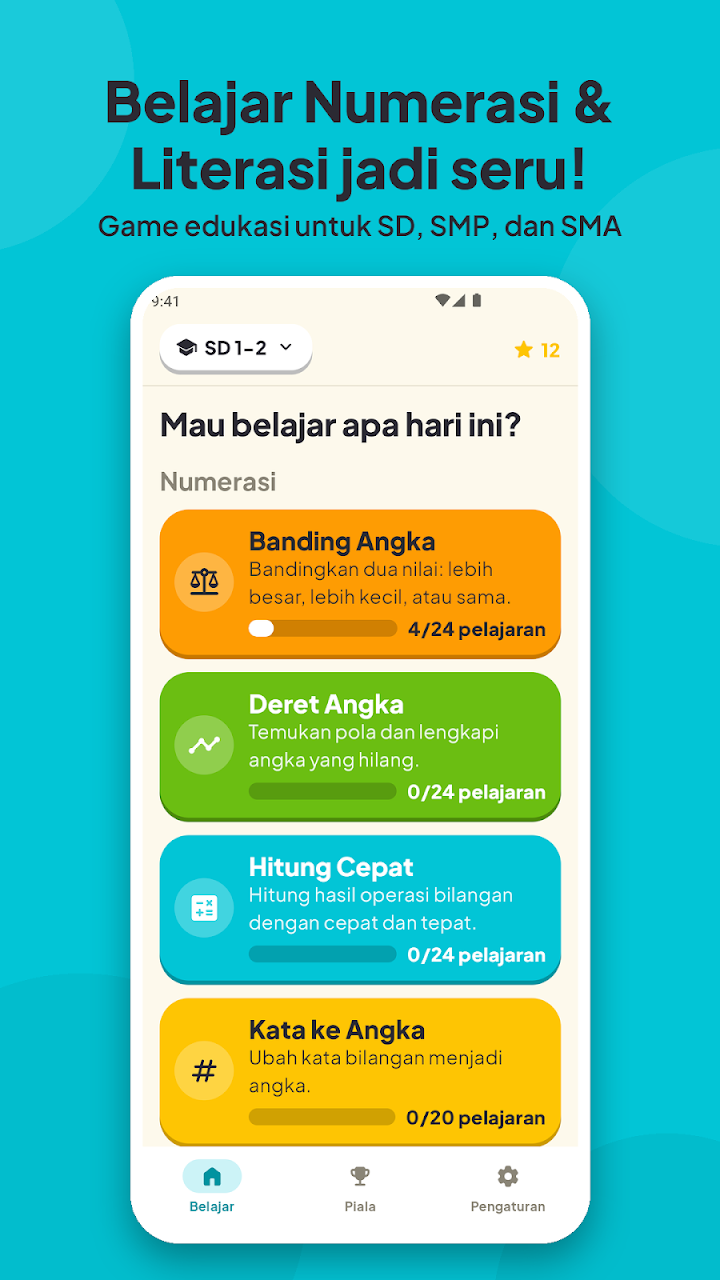 Belajar Numerasi &
Literasi jadi seru!
Game edukasi untuk SD, SMP, dan SMA
9:41
SD 1–2
12
Mau belajar apa hari ini?
Numerasi
Banding Angka
Bandingkan dua nilai: lebih
besar, lebih kecil, atau sama.
4/24 pelajaran
Deret Angka
Temukan pola dan lengkapi
angka yang hilang.
0/24 pelajaran
Hitung Cepat
Hitung hasil operasi bilangan
dengan cepat dan tepat.
0/24 pelajaran
Kata ke Angka
Ubah kata bilangan menjadi
angka.
0/20 pelajaran
Belajar
Piala
Pengaturan